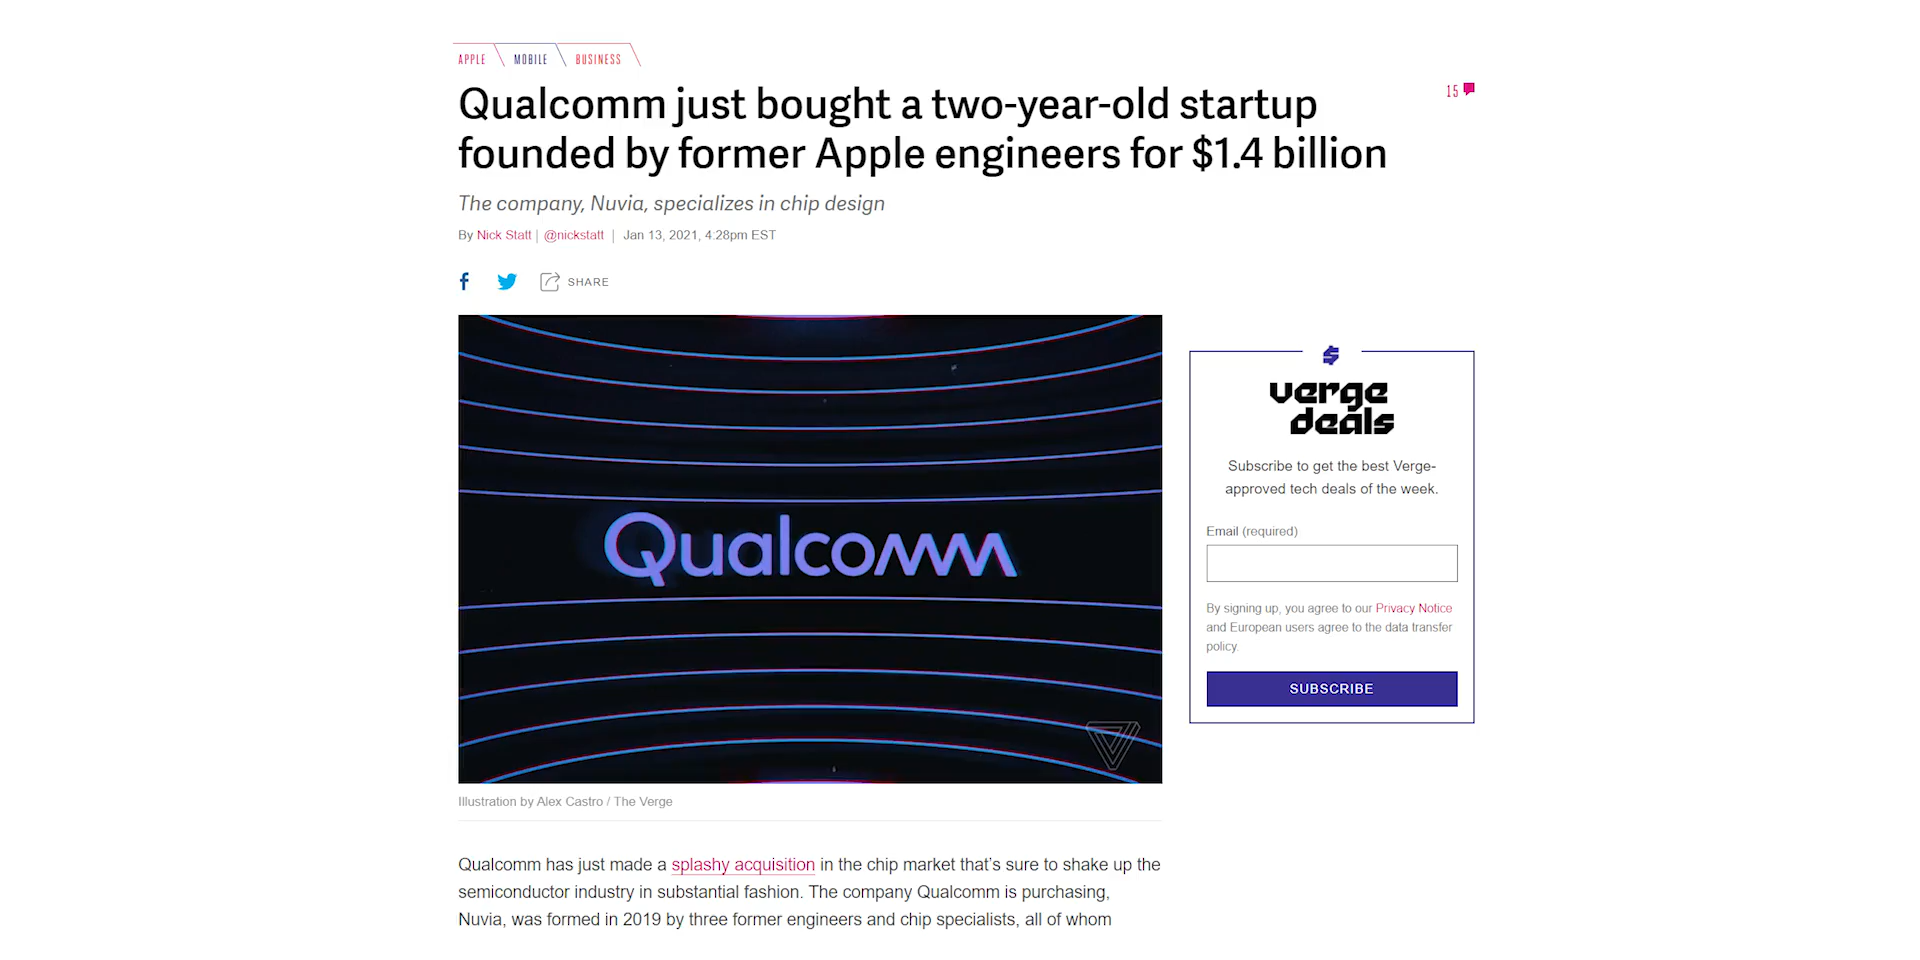 APPLE MOBILE BUSINESS
Qualcomm just bought a two-year-old startup
founded by former Apple engineers for $1.4 billion
15
The company, Nuvia, specializes in chip design
By Nick Statt | @nickstatt | Jan 13, 2021, 4:28pm EST
f SHARE
Qualcomm
Illustration by Alex Castro / The Verge
Qualcomm has just made a splashy acquisition in the chip market that’s sure to shake up the
semiconductor industry in substantial fashion. The company Qualcomm is purchasing,
Nuvia, was formed in 2019 by three former engineers and chip specialists, all of whom
$
verge
deals
Subscribe to get the best Verge-
approved tech deals of the week.
Email (required)
By signing up, you agree to our Privacy Notice
and European users agree to the data transfer
policy.
SUBSCRIBE